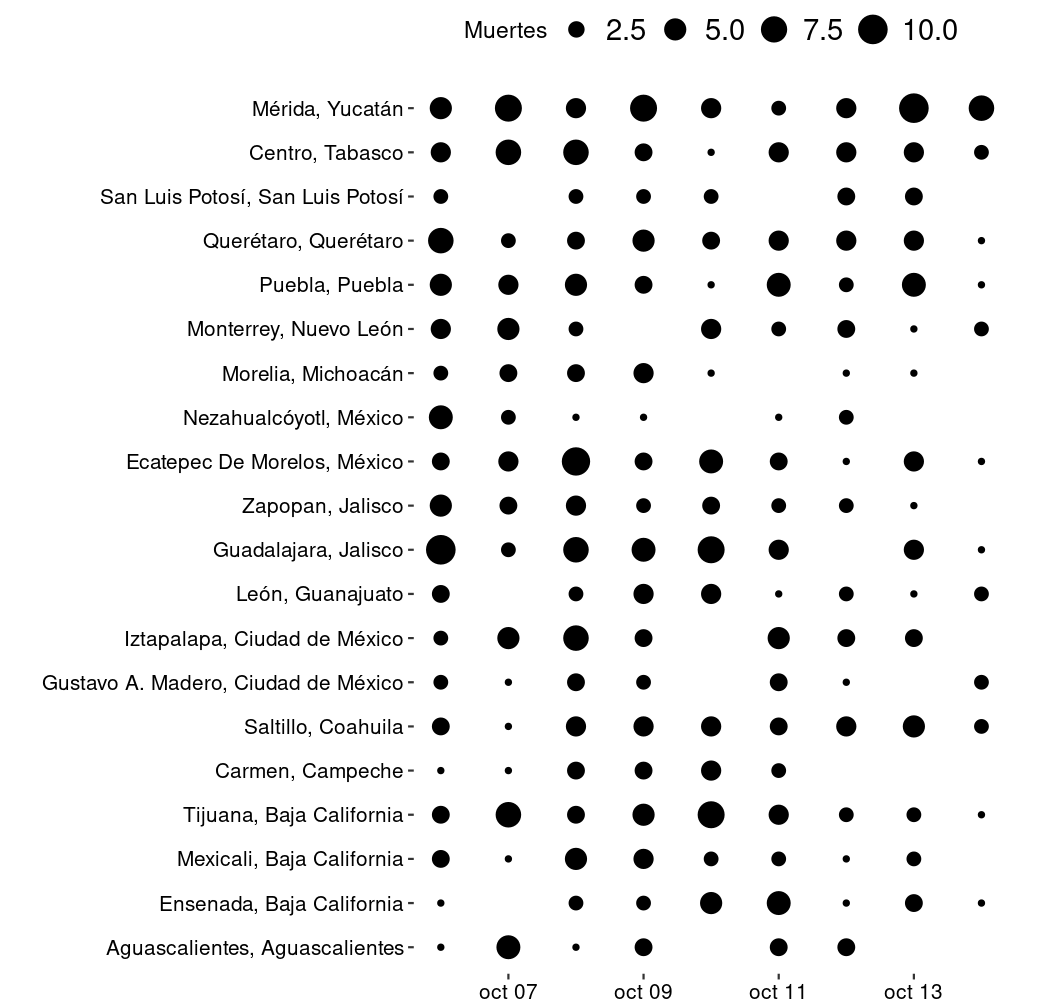 Muertes 2.5 5.0 7.5 10.0
Mérida, Yucatán
Centro, Tabasco
San Luis Potosí, San Luis Potosí
Querétaro, Querétaro
Puebla, Puebla
Monterrey, Nuevo León
Morelia, Michoacán
Nezahualcóyotl, México
Ecatepec De Morelos, México
Zapopan, Jalisco
Guadalajara, Jalisco
León, Guanajuato
Iztapalapa, Ciudad de México
Gustavo A. Madero, Ciudad de México
Saltillo, Coahuila
Carmen, Campeche
Tijuana, Baja California
Mexicali, Baja California
Ensenada, Baja California
Aguascalientes, Aguascalientes
oct 07 oct 09 oct 11 oct 13